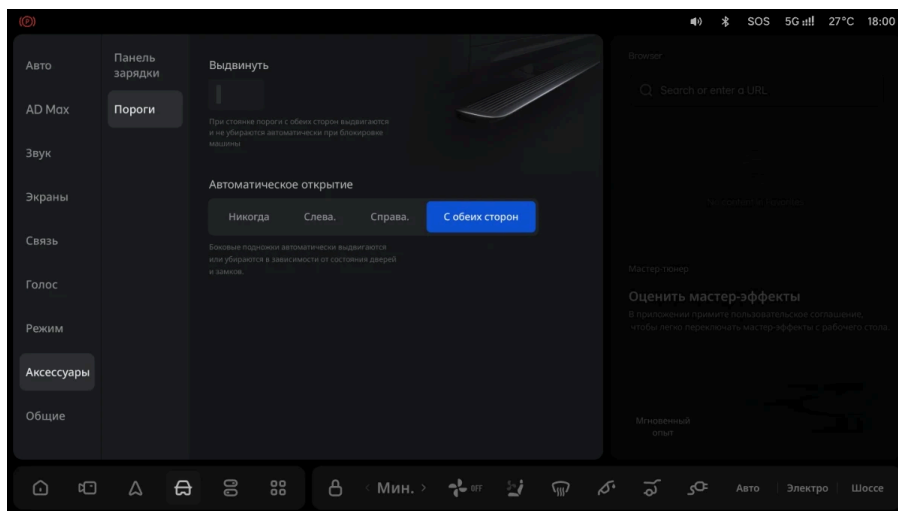 (P)
SOS 5G 27°C 18:00
Авто
AD Max
Звук
Экраны
Связь
Голос
Режим
Аксессуары
Общие
Панель
зарядки
Пороги
Выдвинуть
При стоянке пороги с обеих сторон выдвигаются
и не убираются автоматически при блокировке
машины
Автоматическое открытие
Никогда Слева. Справа. С обеих сторон
Боковые подножки автоматически выдвигаются
или убираются в зависимости от состояния дверей
и замков.
Browser
Search or enter a URL
Мастер-тюнер
Оценить мастер-эффекты
В приложении примите пользовательское соглашение,
чтобы легко переключать мастер-эффекты с рабочего стола.
Мгновенный
опыт
< Мин. > OFF Авто Электро Шоссе